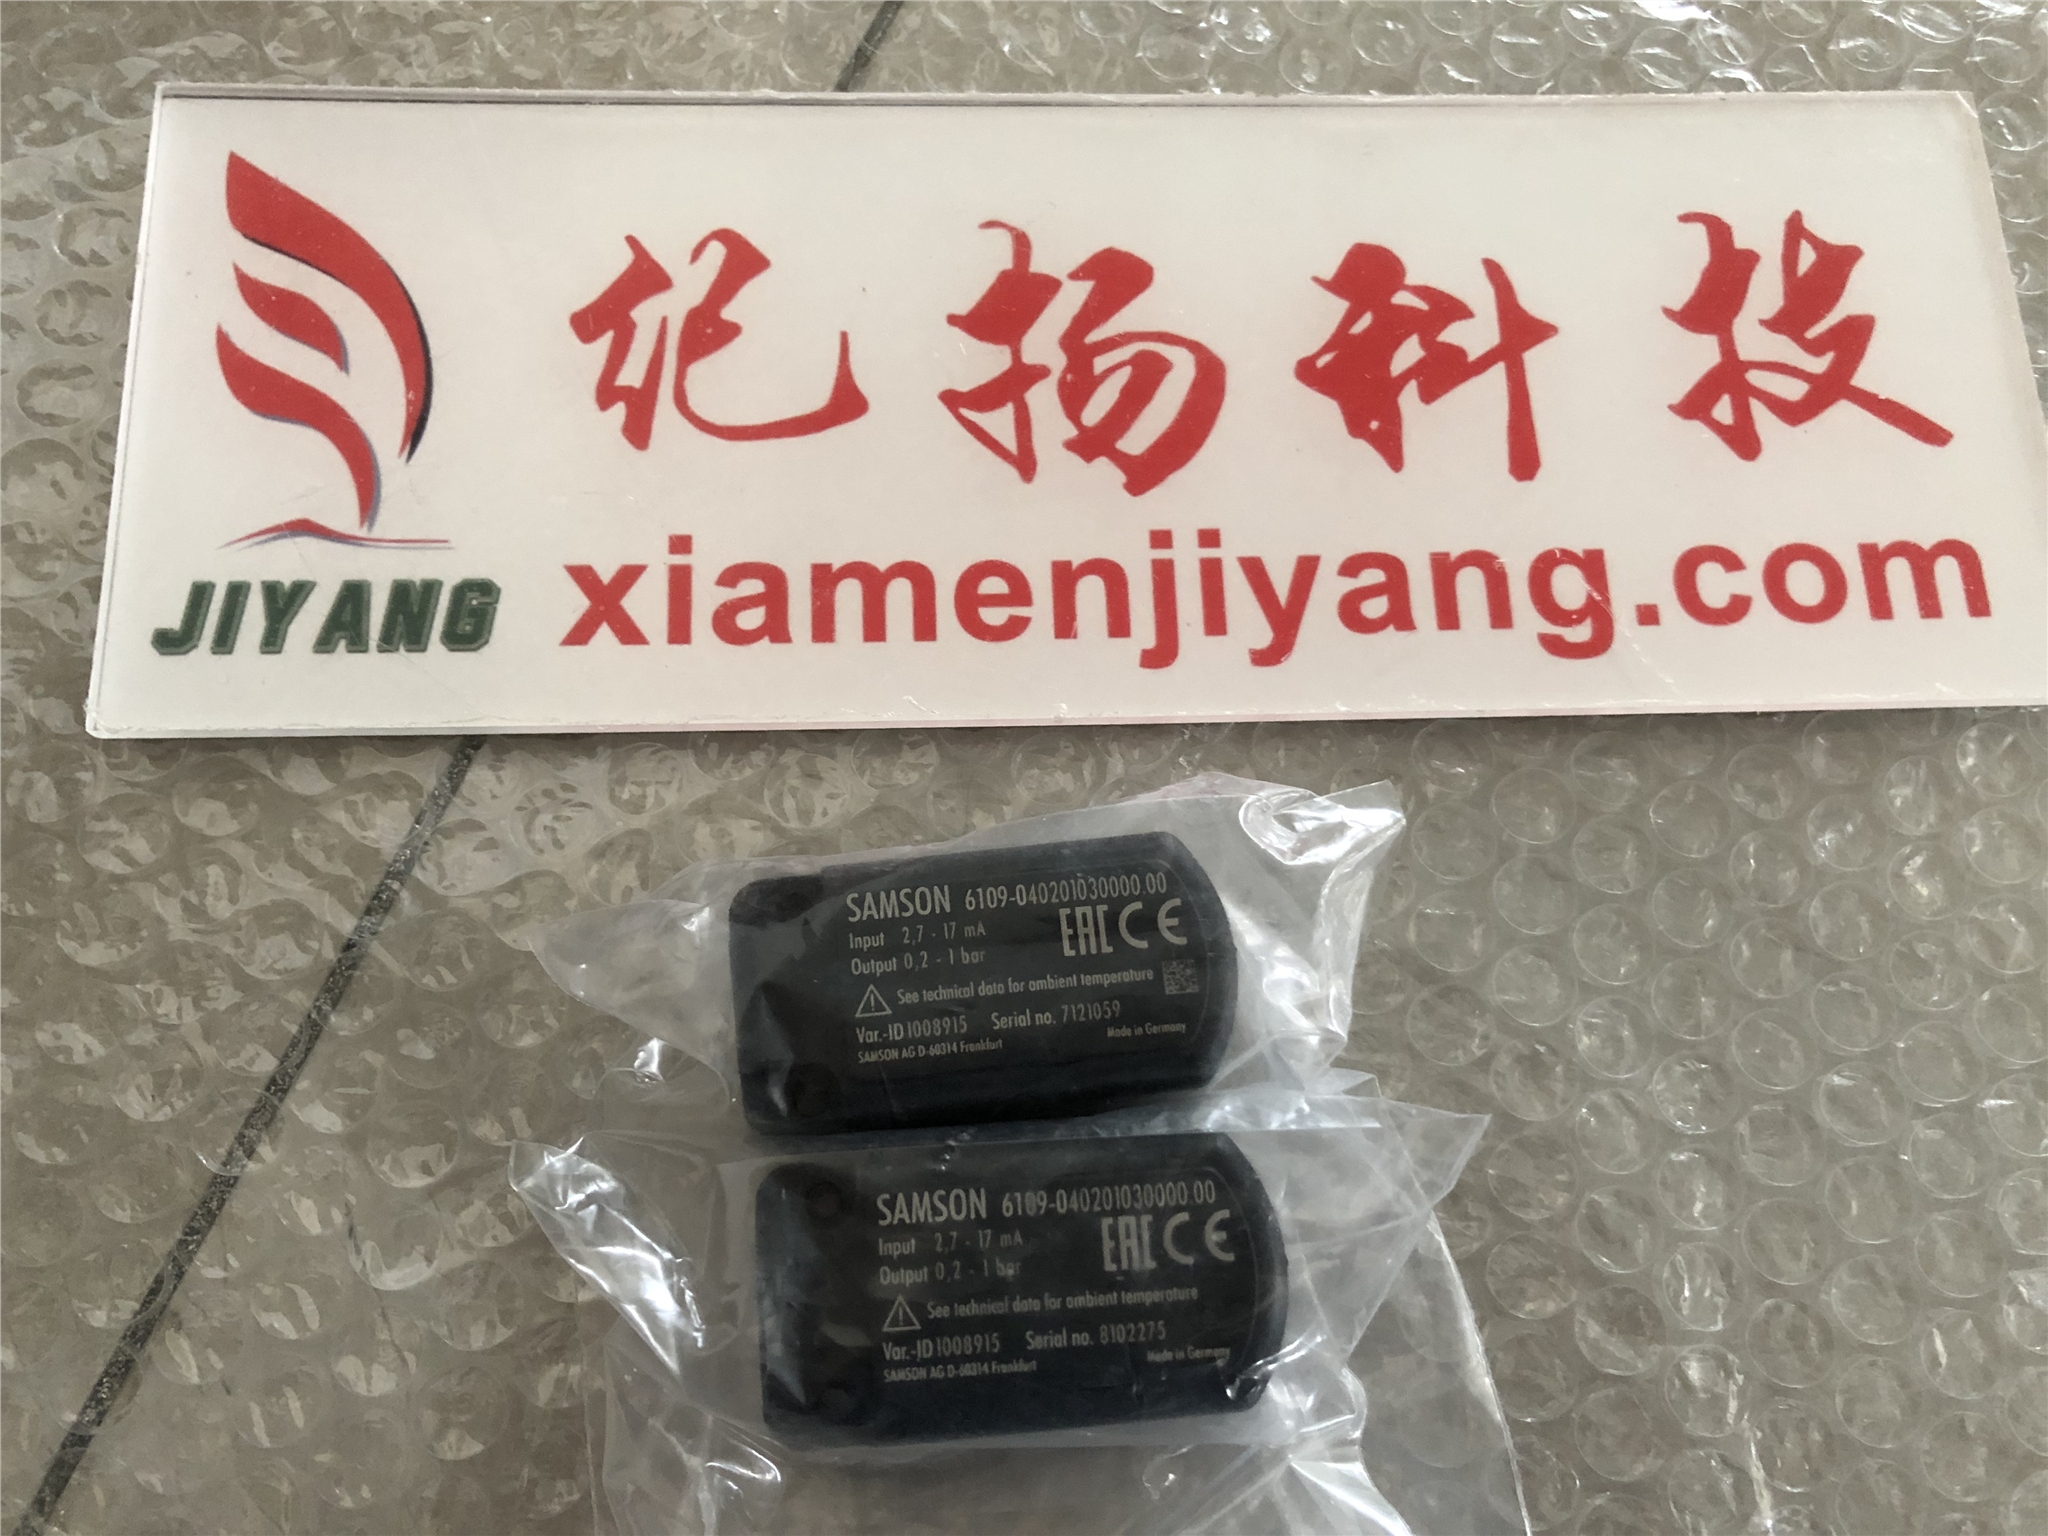 纪扬科技
JIYANG
xiamenjiyang.com
SAMSON 6109-040201030000.00
Input 2,7 - 17 mA
Output 0,2 - 1 bar
EAC CE
See technical data for ambient temperature
Var.-ID 1008915 Serial no. 7121059
SAMSON AG D-60314 Frankfurt Made in Germany
SAMSON 6109-040201030000.00
Input 2,7 - 17 mA
Output 0,2 - 1 bar
EAC CE
See technical data for ambient temperature
Var.-ID 1008915 Serial no. 8102275
SAMSON AG D-60314 Frankfurt Made in Germany